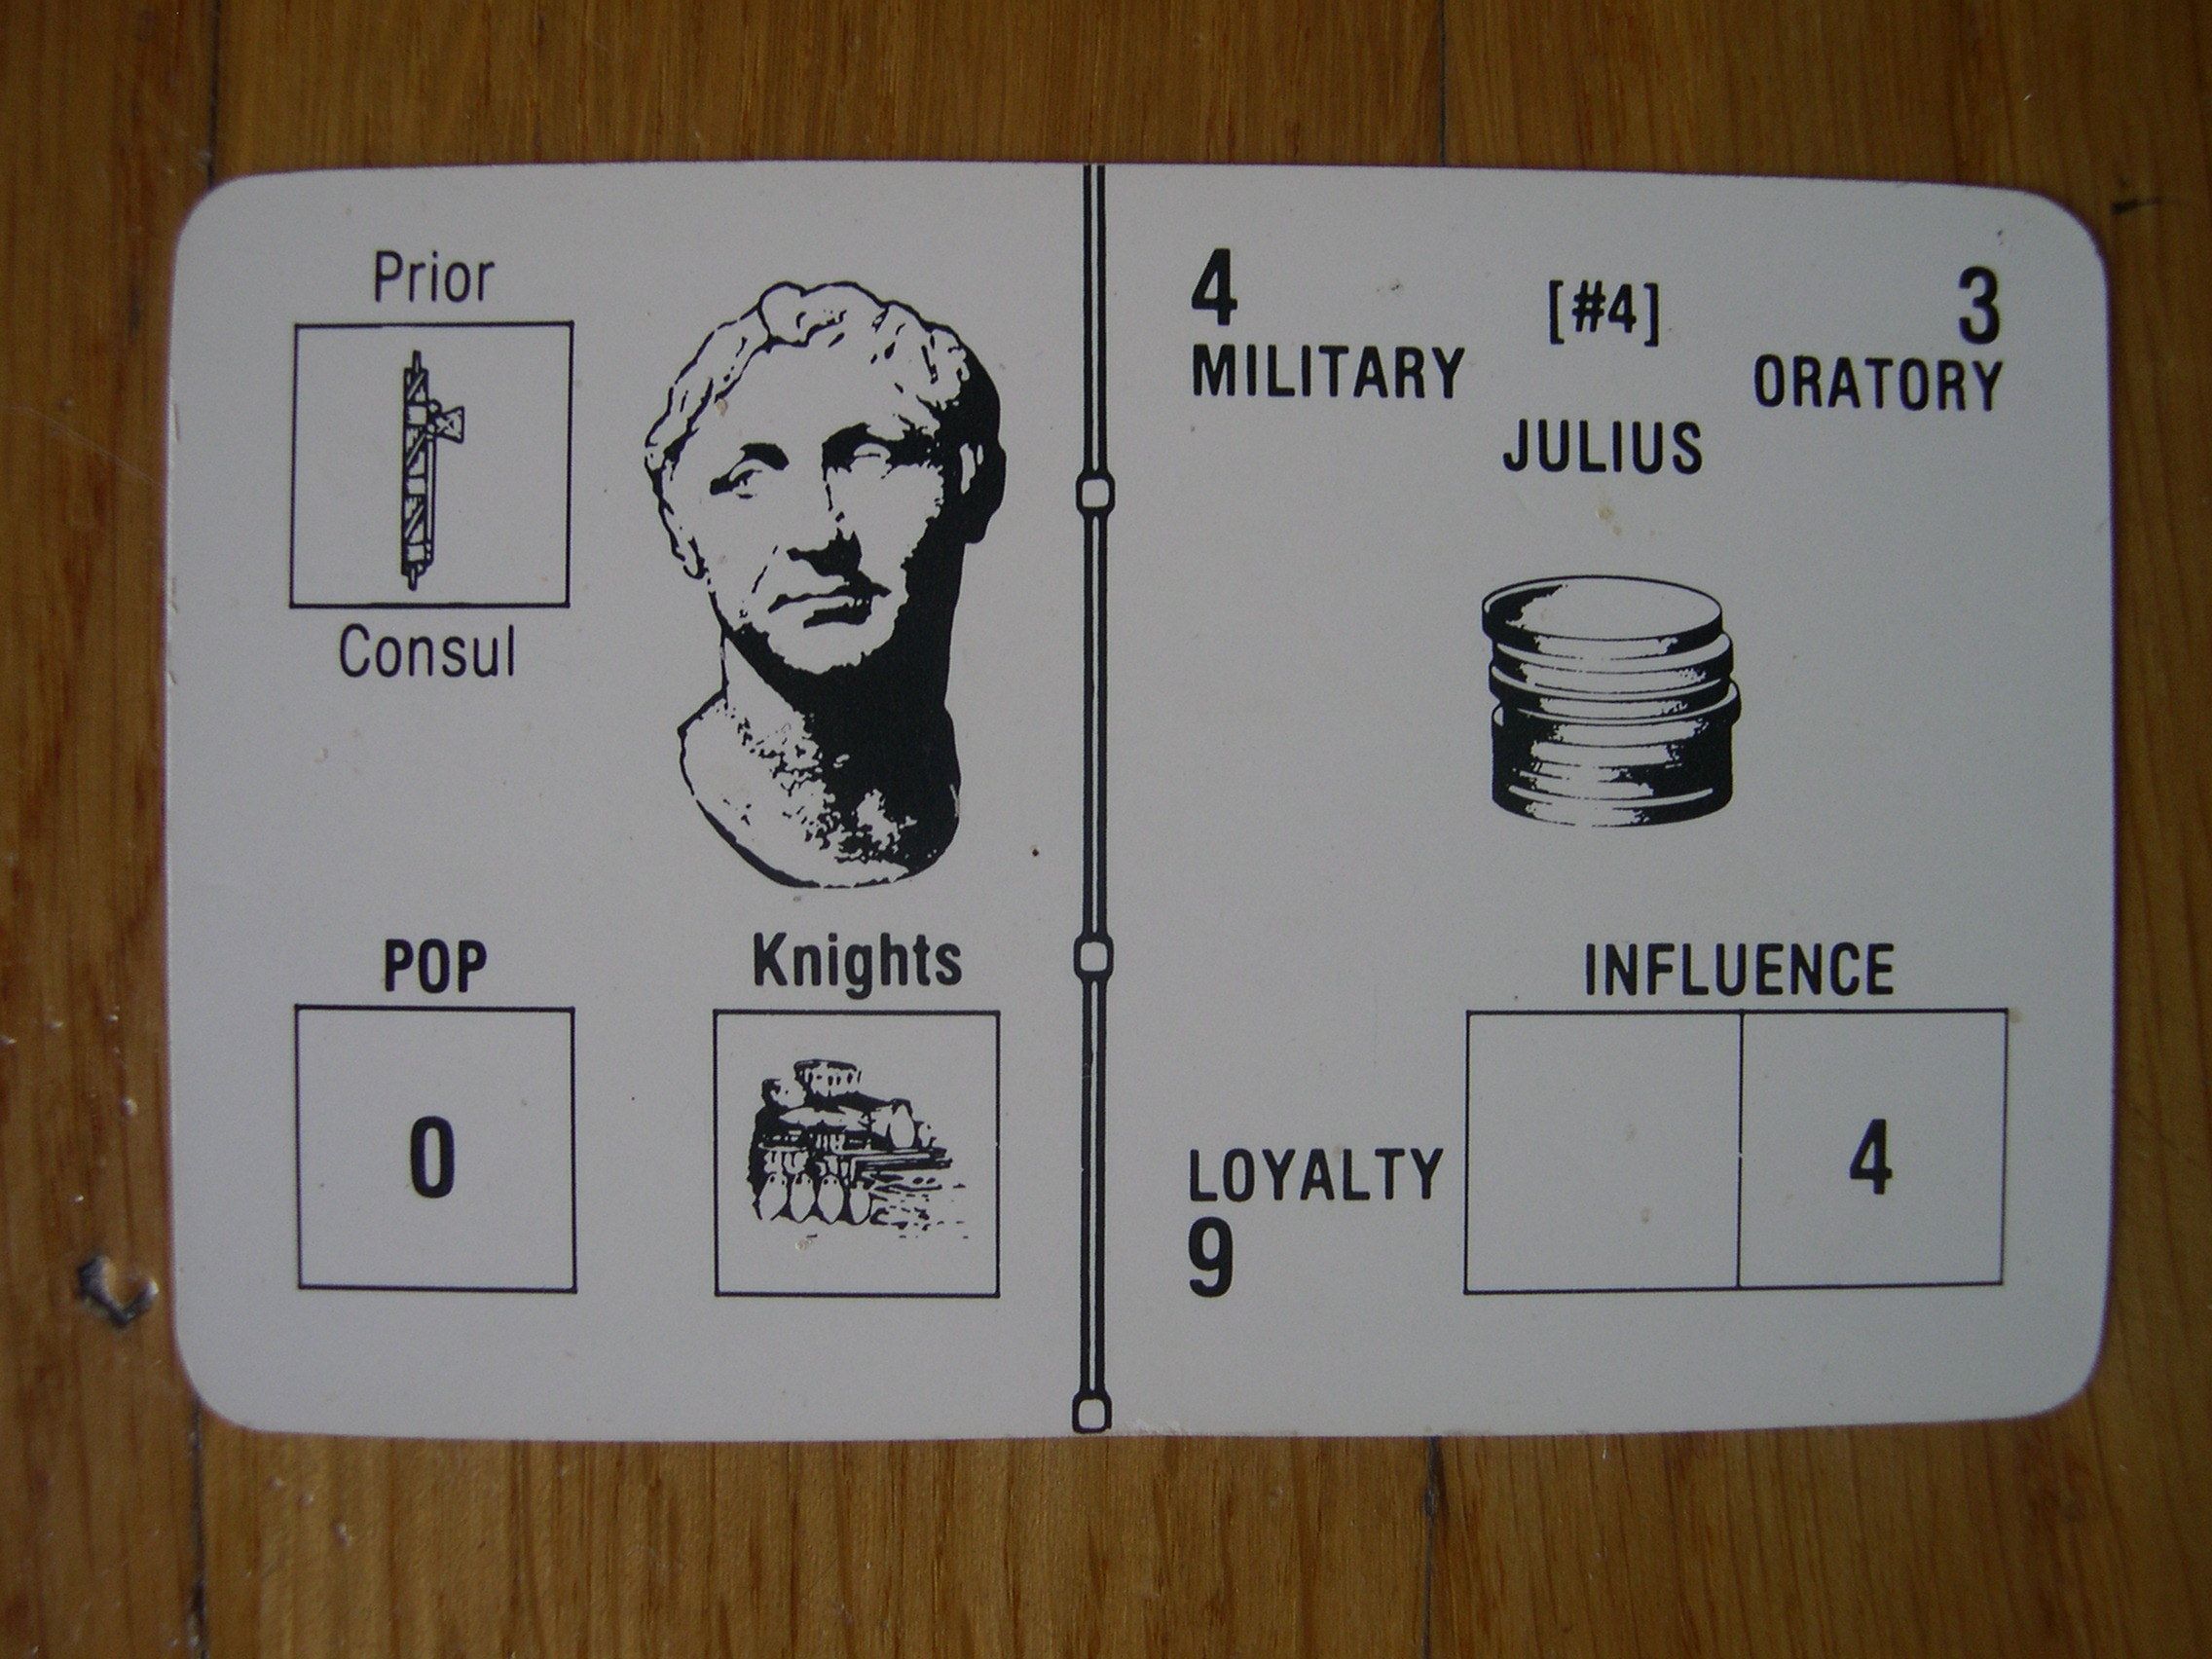 Prior
Consul
POP
0
Knights
4
MILITARY
[#4]
3
ORATORY
JULIUS
INFLUENCE
LOYALTY
9
4